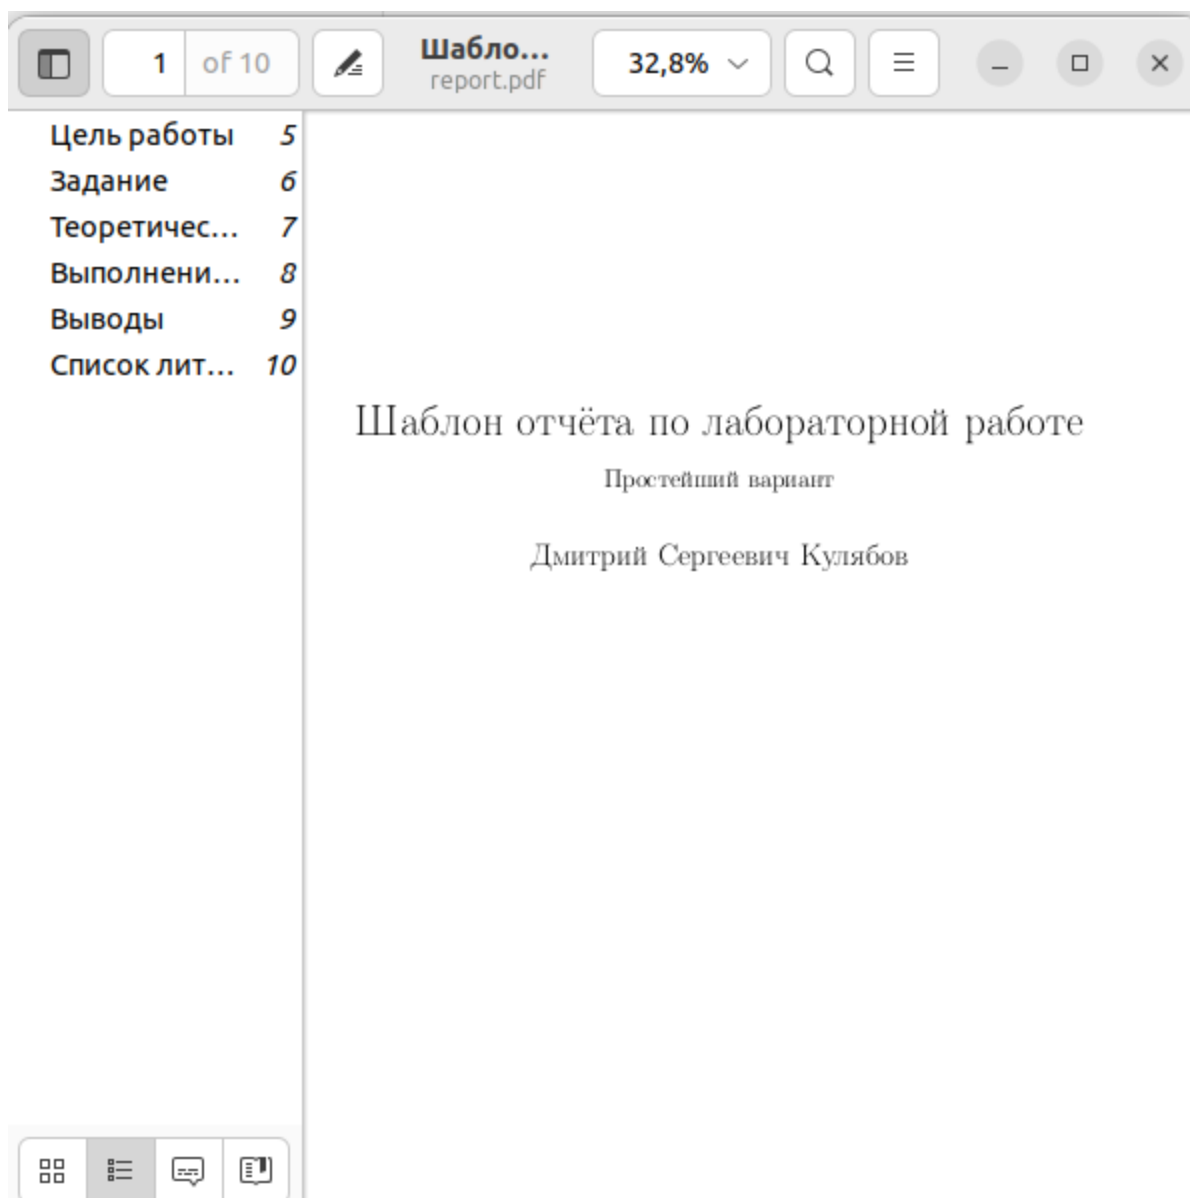 1 of 10
Шабло...
report.pdf
32,8%
Цель работы 5
Задание 6
Теоретичес... 7
Выполнени... 8
Выводы 9
Список лит... 10
Шаблон отчёта по лабораторной работе
Простейший вариант
Дмитрий Сергеевич Кулябов